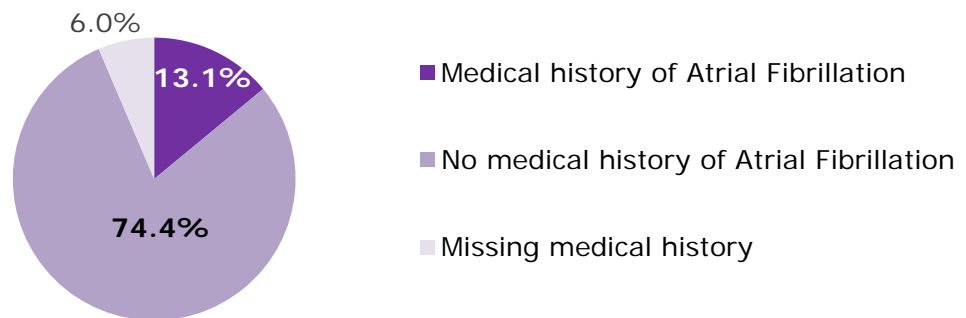 6.0%
13.1%
74.4%
Medical history of Atrial Fibrillation
No medical history of Atrial Fibrillation
Missing medical history